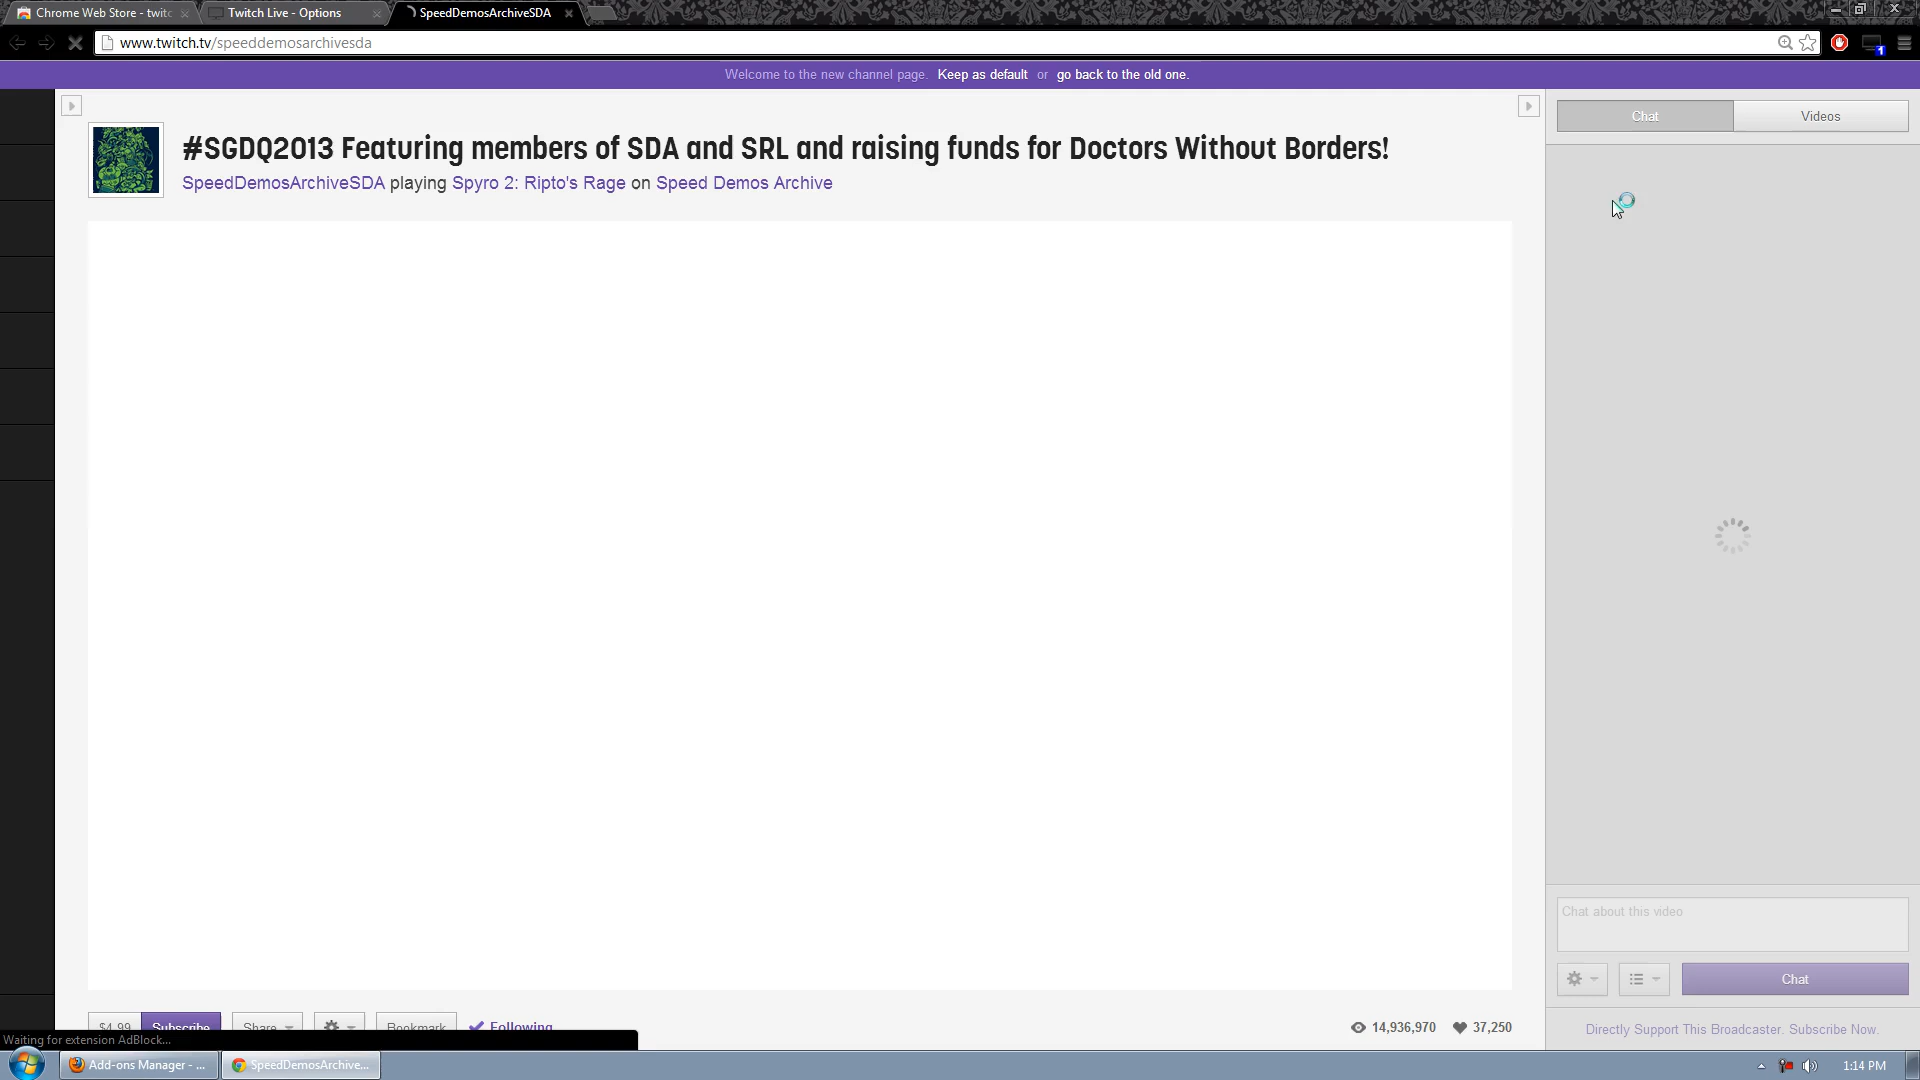 Chrome Web Store - twitc
Twitch Live - Options
SpeedDemosArchiveSDA
www.twitch.tv/speeddemosarchivesda
1
Welcome to the new channel page. Keep as default or go back to the old one.
#SGDQ2013 Featuring members of SDA and SRL and raising funds for Doctors Without Borders!
SpeedDemosArchiveSDA playing Spyro 2: Ripto's Rage on Speed Demos Archive
Chat
Videos
Chat about this video
Chat
$4.99
Subscribe
Share
Bookmark
Following
14,936,970
37,250
Directly Support This Broadcaster. Subscribe Now.
Waiting for extension AdBlock...
Add-ons Manager - ...
SpeedDemosArchive...
1:14 PM